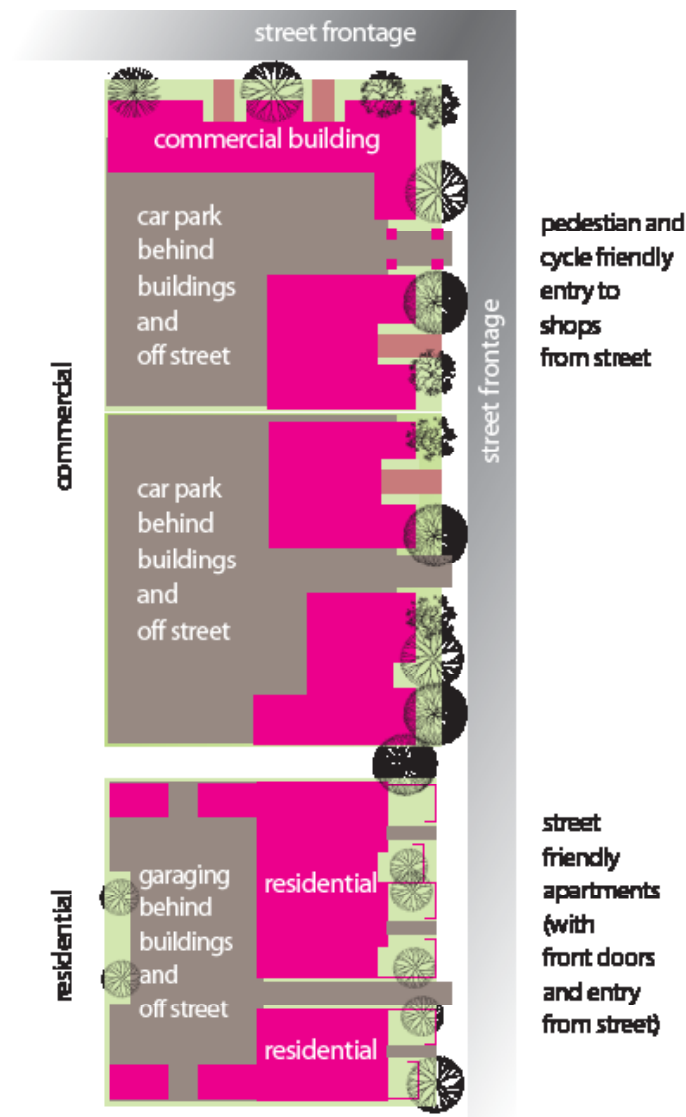 street frontage
commercial building
car park
behind
buildings
and
off street
pedestian and
cycle friendly
entry to
shops
from street
street frontage
commercial
car park
behind
buildings
and
off street
residential
garaging
behind
buildings
and
off street
residential
residential
street
friendly
apartments
(with
front doors
and entry
from street)